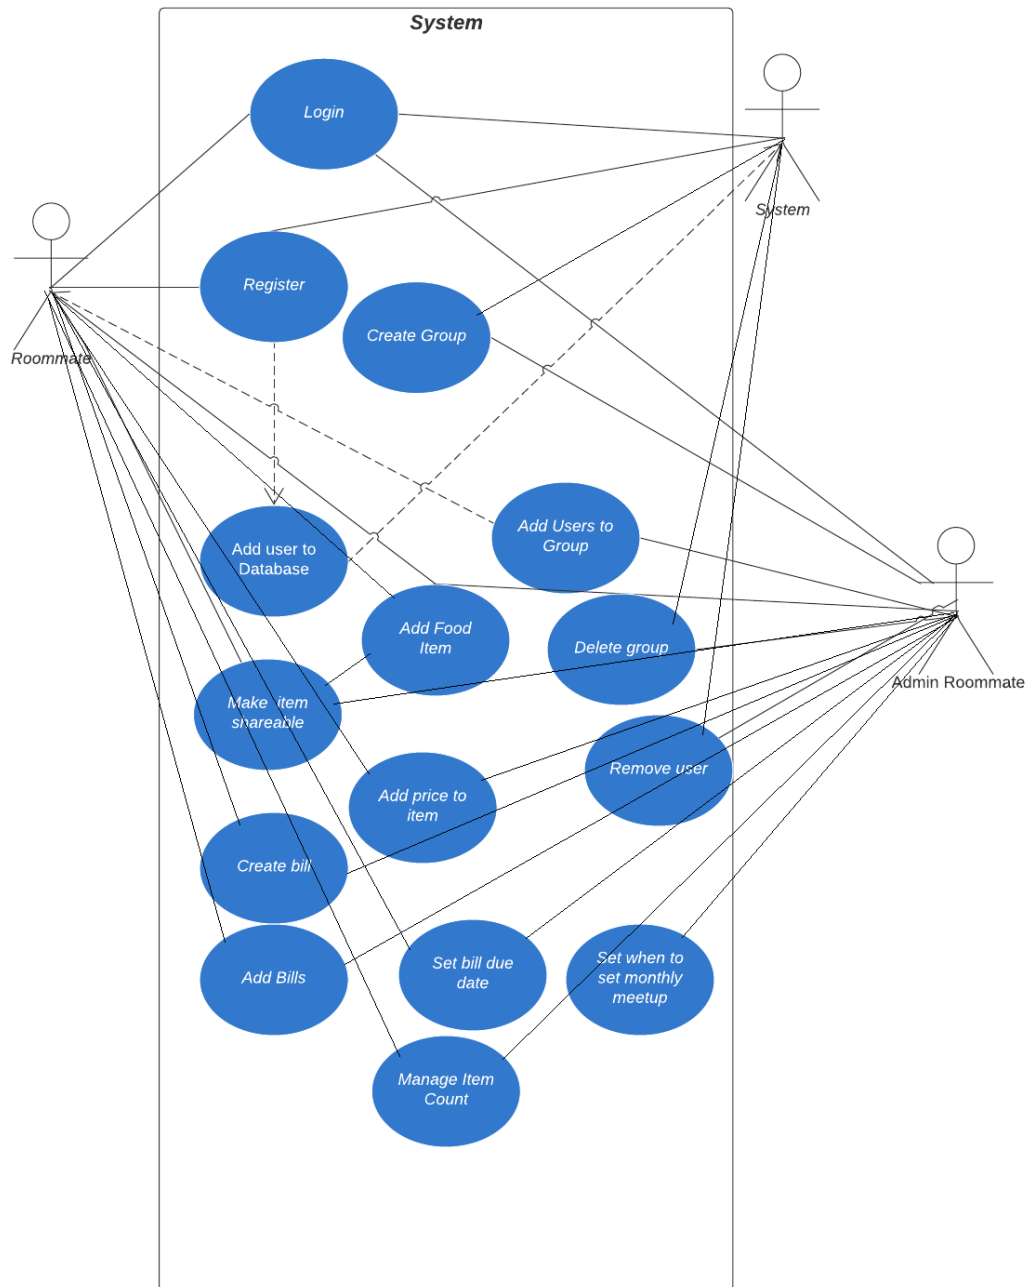 System
Login
System
Roommate
Register
Create Group
Add user to
Database
Add Users to
Group
Add Food
Item
Delete group
Admin Roommate
Make  item
shareable
Add price to
item
Remove user
Create bill
Add Bills
Set bill due
date
Set when to
set monthly
meetup
Manage Item
Count